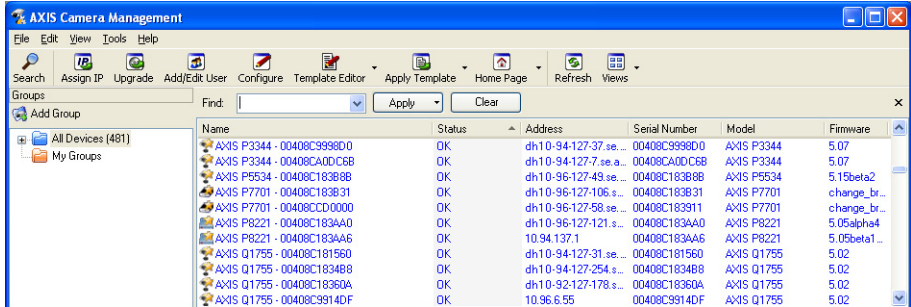 AXIS Camera Management
File Edit View Tools Help
Search Assign IP Upgrade Add/Edit User Configure Template Editor Apply Template Home Page Refresh Views
Groups
Add Group
All Devices (481)
My Groups
Find: Apply Clear
Name Status Address Serial Number Model Firmware
AXIS P3344 - 00408C9998D0 OK dh10-94-127-37.se.... 00408C9998D0 AXIS P3344 5.07
AXIS P3344 - 00408CA0DC6B OK dh10-94-127-7.se.a... 00408CA0DC6B AXIS P3344 5.07
AXIS P5534 - 00408C183B8B OK dh10-96-127-49.se.... 00408C183B8B AXIS P5534 5.15beta2
AXIS P7701 - 00408C183B31 OK dh10-96-127-106.s... 00408C183B31 AXIS P7701 change_br...
AXIS P7701 - 00408CCD0000 OK dh10-96-127-58.se.... 00408C183911 AXIS P7701 change_br...
AXIS P8221 - 00408C183AA0 OK dh10-96-127-121.s... 00408C183AA0 AXIS P8221 5.05alpha4
AXIS P8221 - 00408C183AA6 OK 10.94.137.1 00408C183AA6 AXIS P8221 5.05beta1...
AXIS Q1755 - 00408C181560 OK dh10-94-127-31.se.... 00408C181560 AXIS Q1755 5.02
AXIS Q1755 - 00408C1834B8 OK dh10-94-127-254.s... 00408C1834B8 AXIS Q1755 5.02
AXIS Q1755 - 00408C18360A OK dh10-92-127-178.s... 00408C18360A AXIS Q1755 5.02
AXIS Q1755 - 00408C9914DF OK 10.96.6.55 00408C9914DF AXIS Q1755 5.02